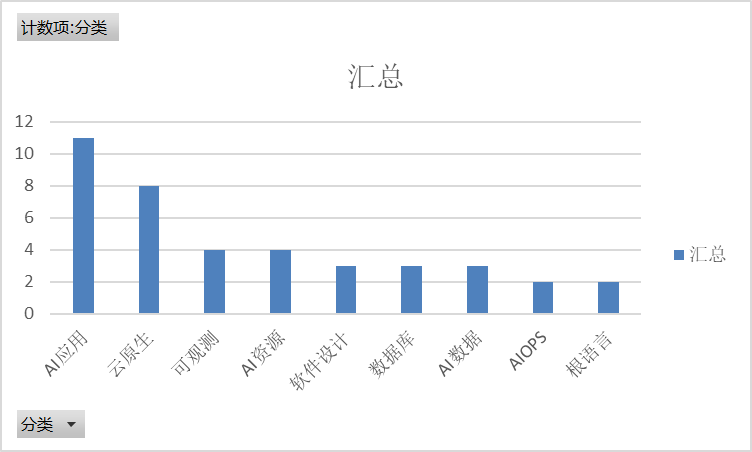 计数项:分类
汇总
12
10
8
6
4
2
0
AI应用
云原生
可观测
AI资源
软件设计
数据库
AI数据
AIOPS
根语言
汇总
分类